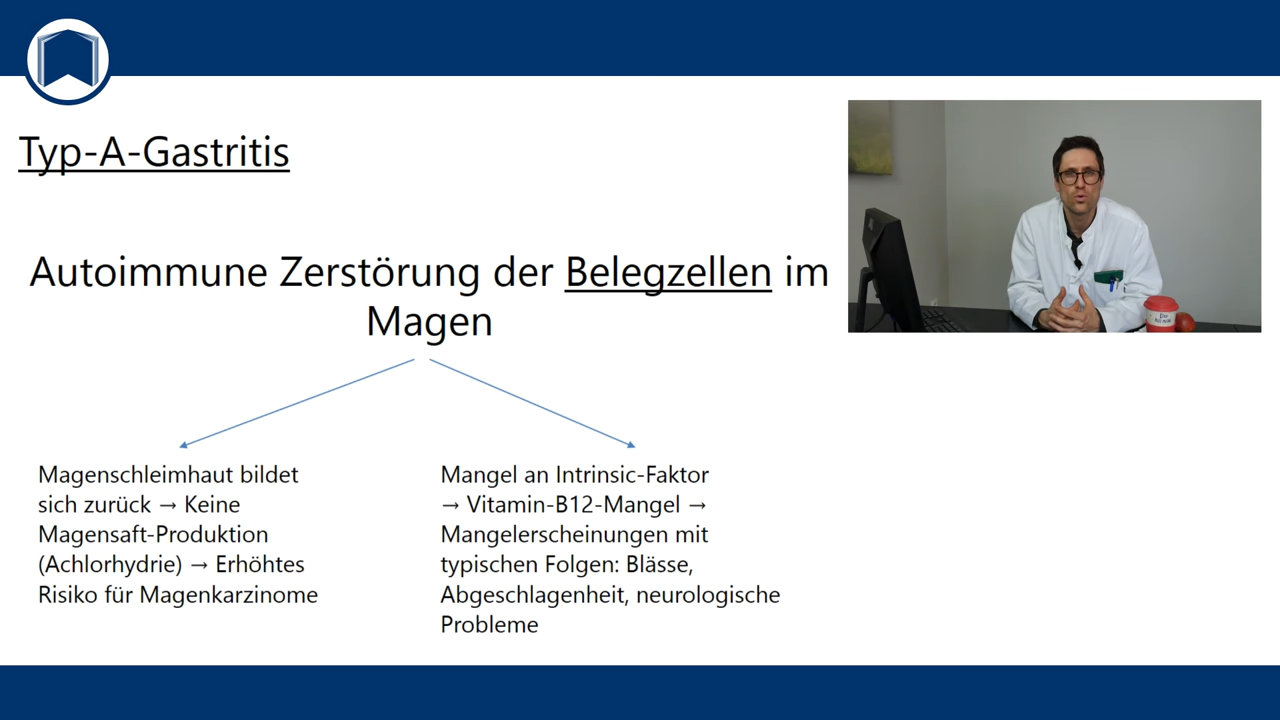 Typ-A-Gastritis
Autoimmune Zerstörung der Belegzellen im
Magen
Magenschleimhaut bildet
sich zurück → Keine
Magensaft-Produktion
(Achlorhydrie) → Erhöhtes
Risiko für Magenkarzinome
Mangel an Intrinsic-Faktor
→ Vitamin-B12-Mangel →
Mangelerscheinungen mit
typischen Folgen: Blässe,
Abgeschlagenheit, neurologische
Probleme